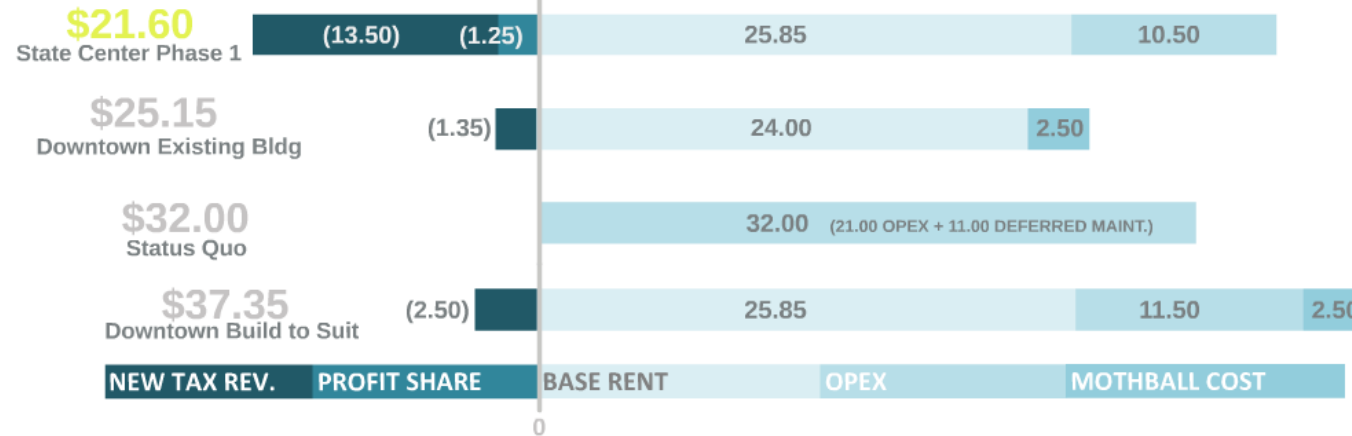 $21.60
State Center Phase 1
(13.50) (1.25) 25.85 10.50
$25.15
Downtown Existing Bldg
(1.35) 24.00 2.50
$32.00
Status Quo
32.00 (21.00 OPEX + 11.00 DEFERRED MAINT.)
$37.35
Downtown Build to Suit
(2.50) 25.85 11.50 2.50
NEW TAX REV. PROFIT SHARE BASE RENT OPEX MOTHBALL COST
0